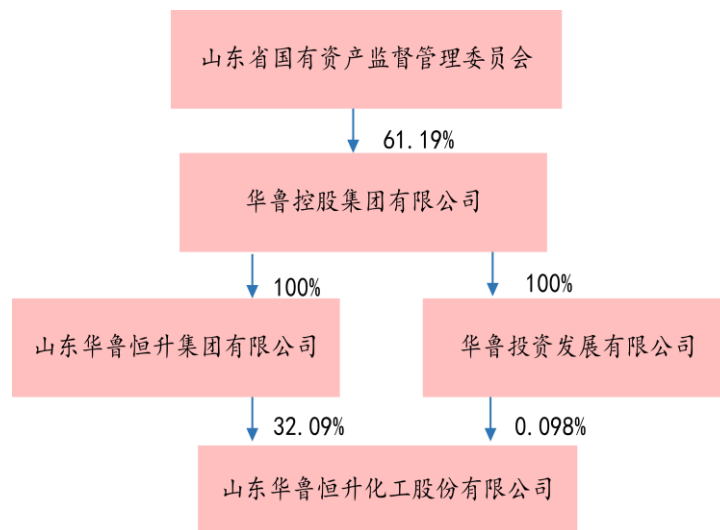 山东省国有资产监督管理委员会
61.19%
华鲁控股集团有限公司
100%
100%
山东华鲁恒升集团有限公司
华鲁投资发展有限公司
32.09%
0.098%
山东华鲁恒升化工股份有限公司